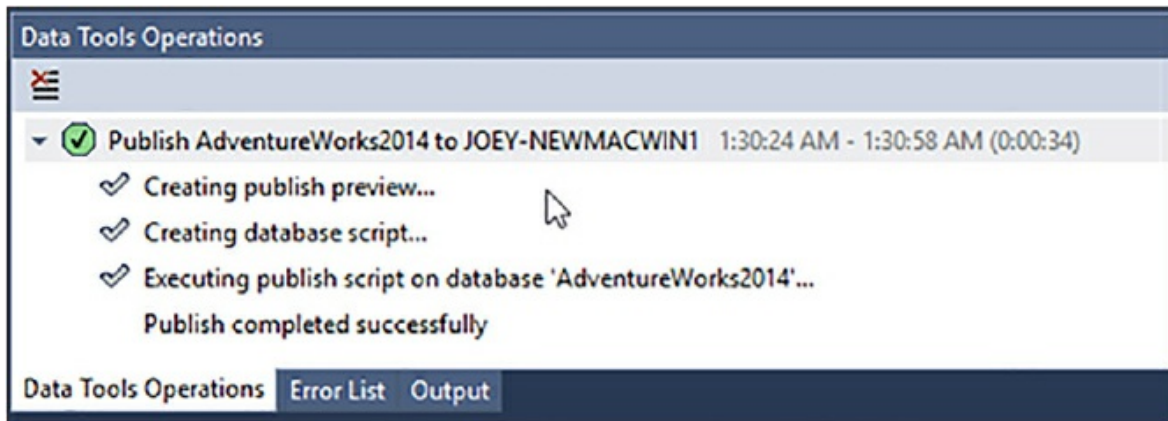 Data Tools Operations
Publish AdventureWorks2014 to JOEY-NEWMACWIN1 1:30:24 AM - 1:30:58 AM (0:00:34)
Creating publish preview...
Creating database script...
Executing publish script on database 'AdventureWorks2014'...
Publish completed successfully
Data Tools Operations Error List Output